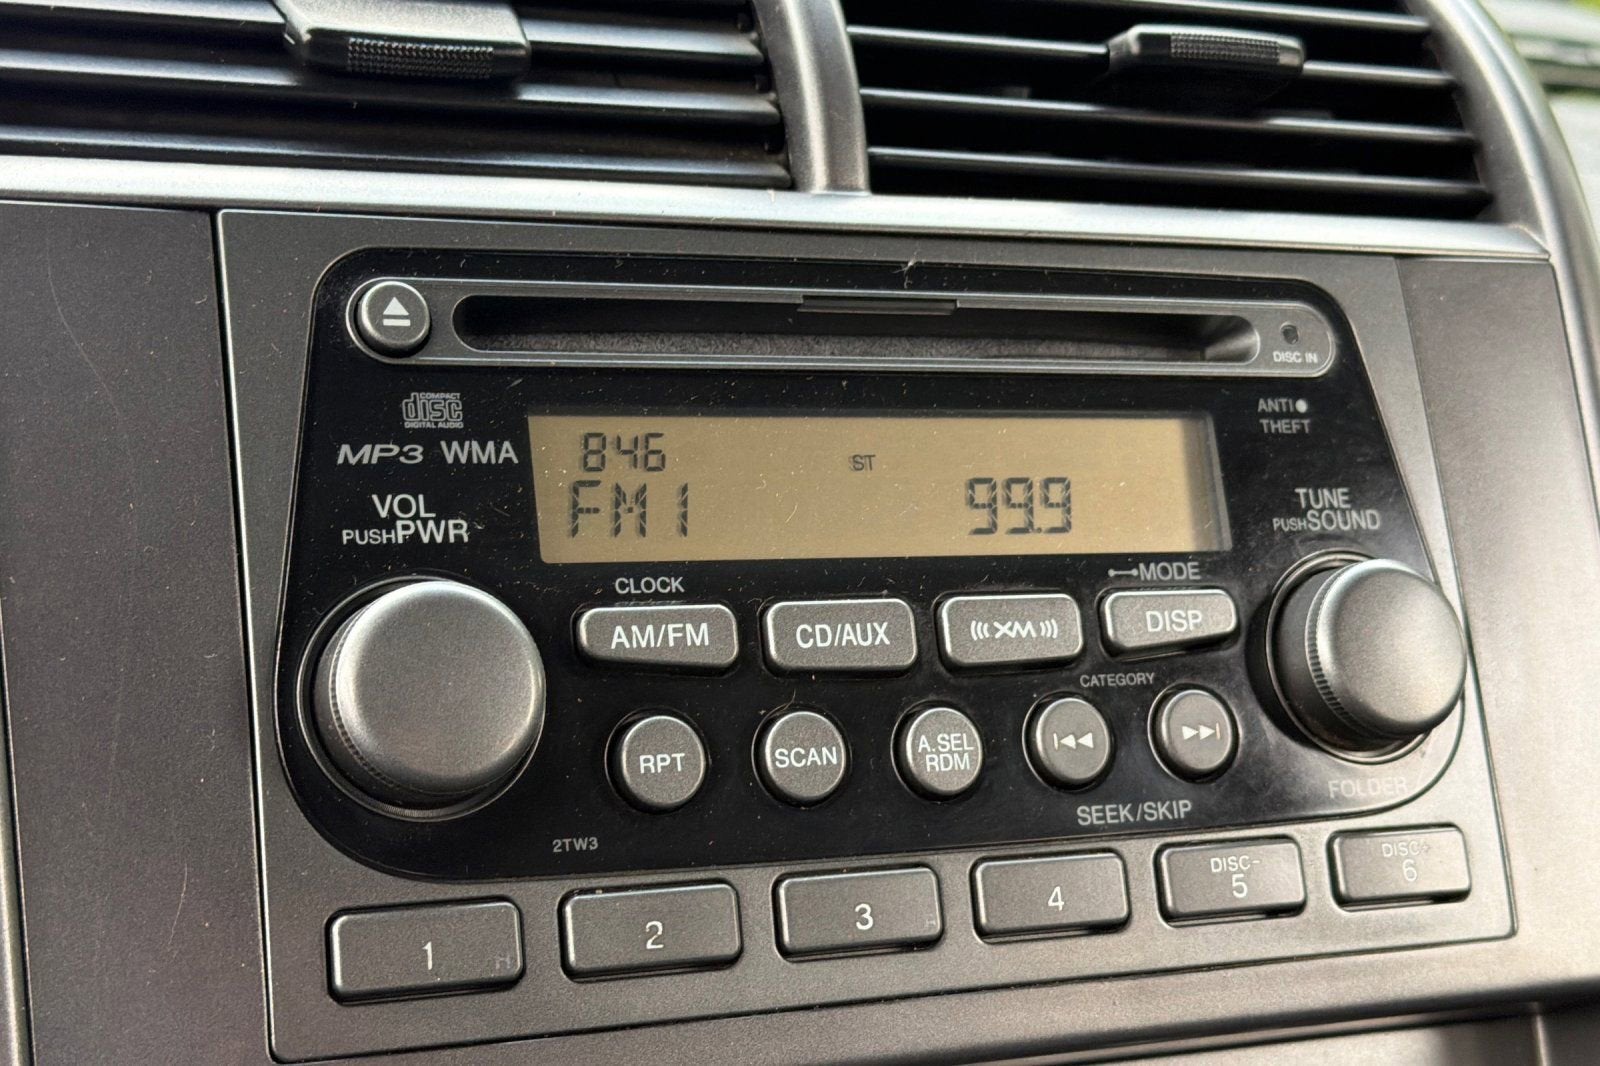 DISC IN
COMPACT
disc
DIGITAL AUDIO
MP3 WMA
ANTI
THEFT
846
ST
FM1 99.9
VOL
PUSH PWR
TUNE
PUSH SOUND
CLOCK
MODE
AM/FM
CD/AUX
XM
DISP
CATEGORY
RPT
SCAN
A.SEL
RDM
SEEK/SKIP
FOLDER
2TW3
1
2
3
4
DISC-
5
DISC+
6